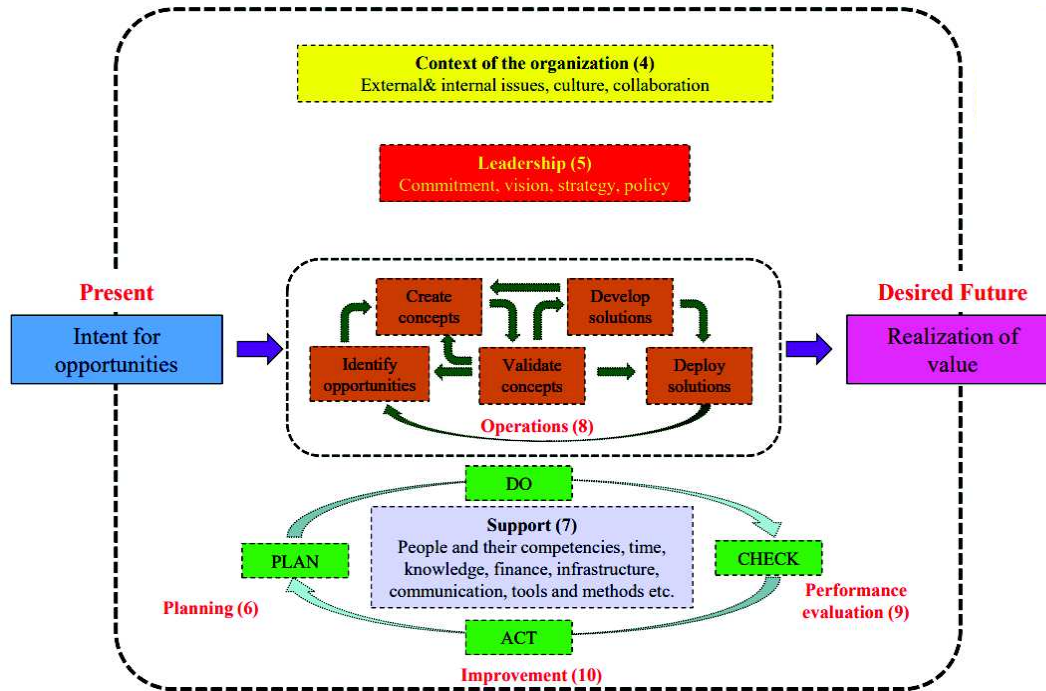 Context of the organization (4)
External& internal issues, culture, collaboration
Leadership (5)
Commitment, vision, strategy, policy
Present
Intent for
opportunities
Create
concepts
Develop
solutions
Identify
opportunities
Validate
concepts
Deploy
solutions
Operations (8)
Desired Future
Realization of
value
DO
Support (7)
People and their competencies, time,
knowledge, finance, infrastructure,
communication, tools and methods etc.
PLAN
CHECK
Planning (6)
Performance
evaluation (9)
ACT
Improvement (10)